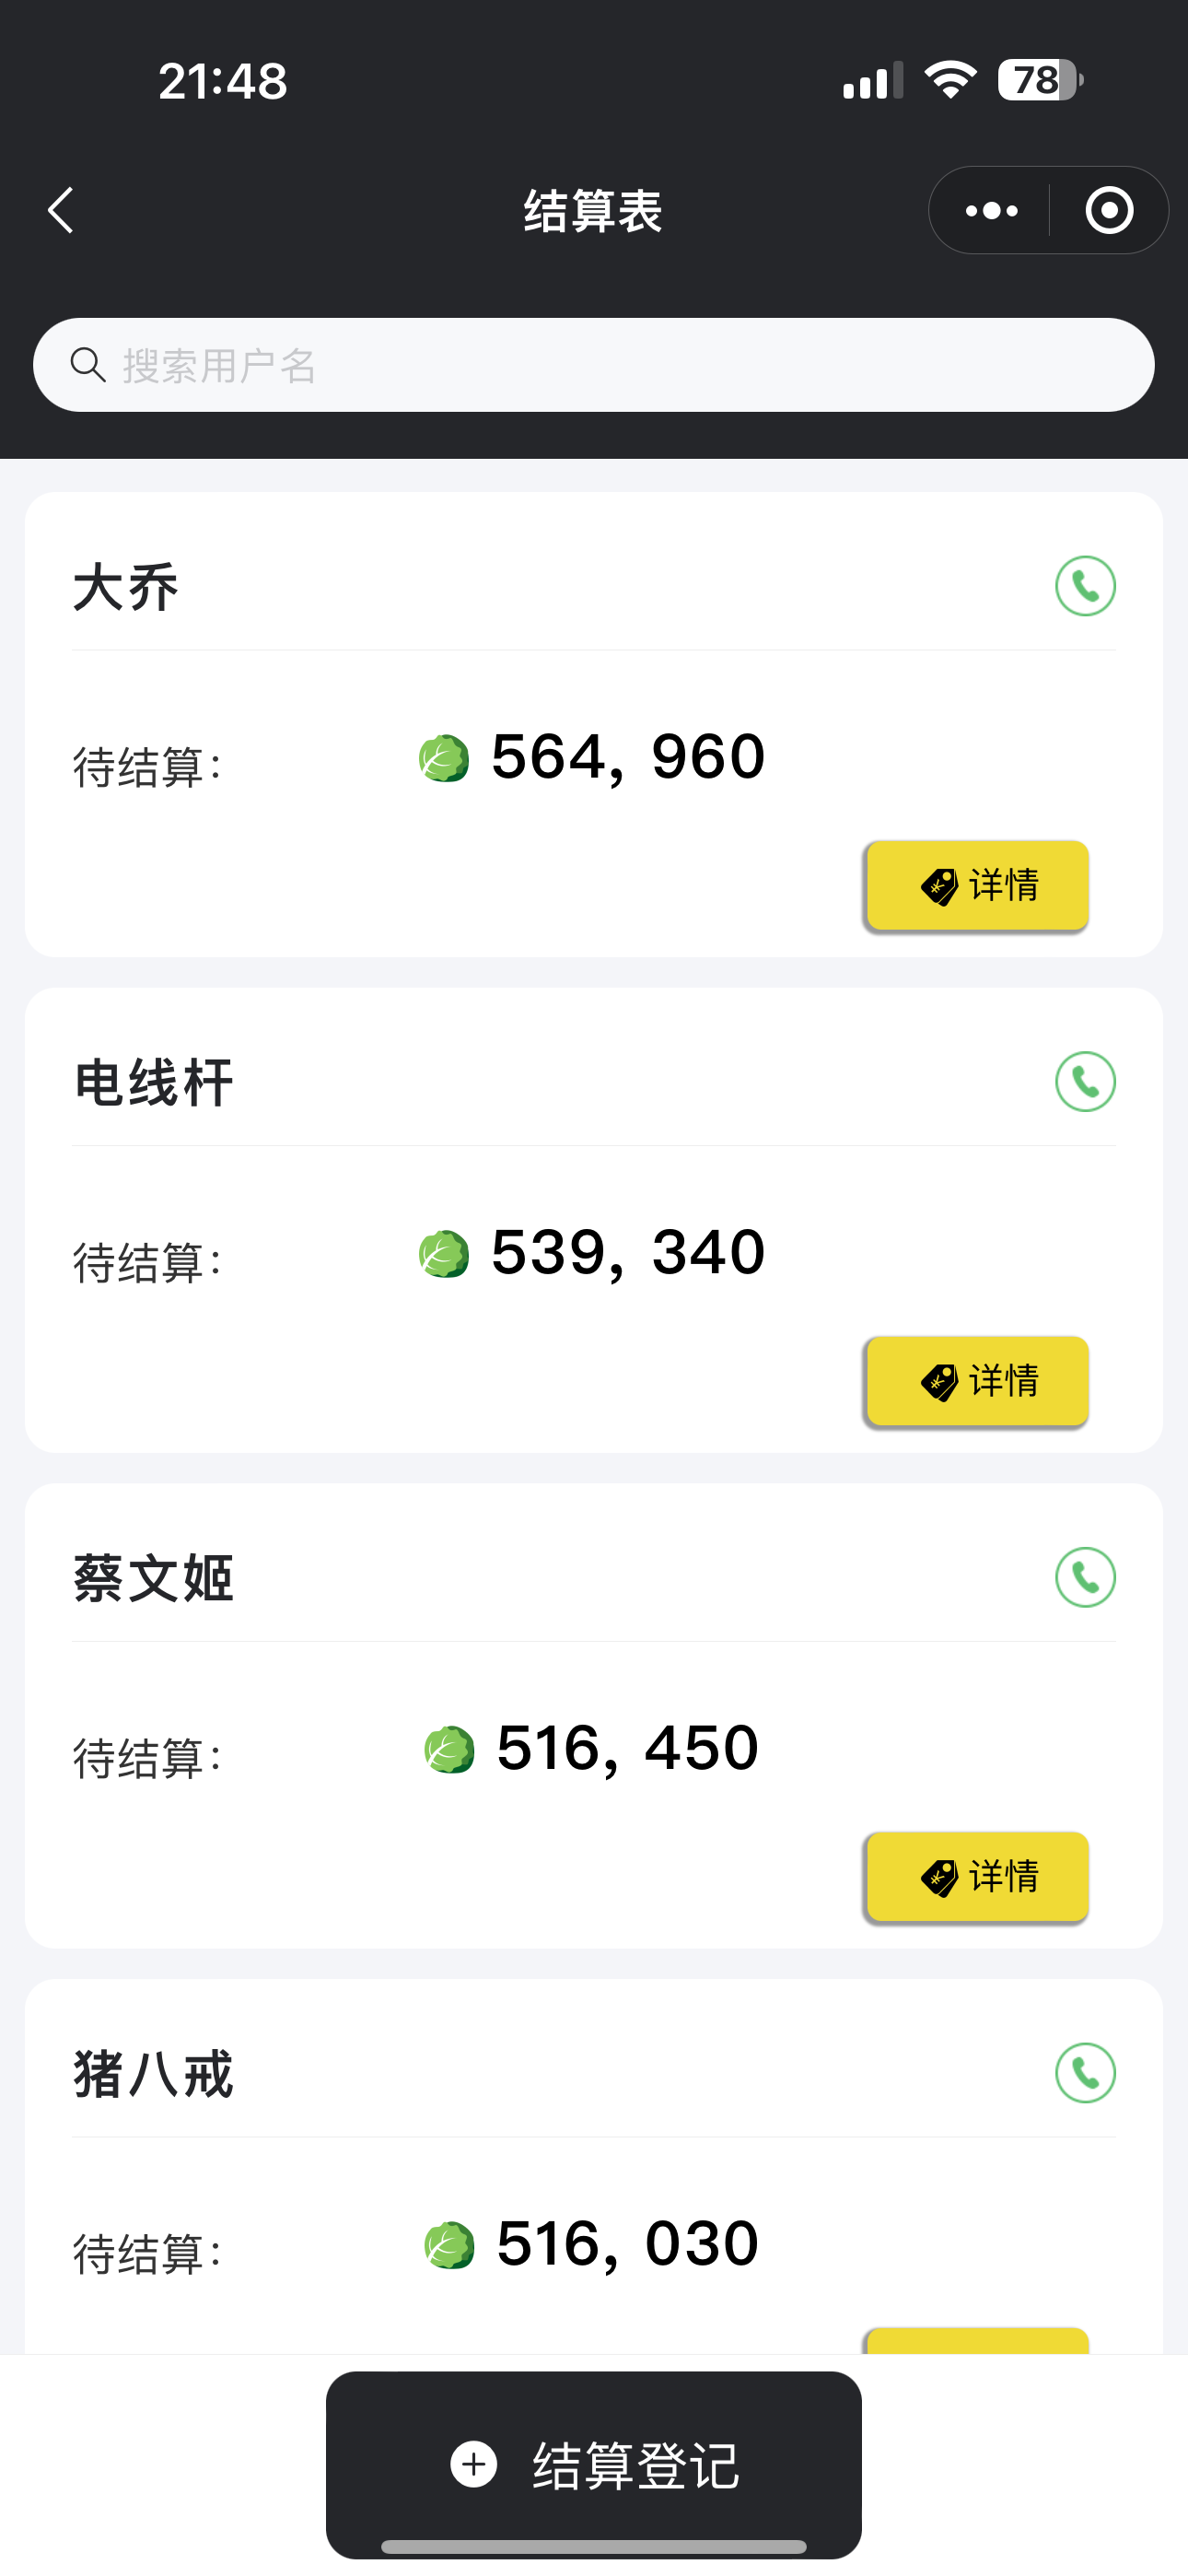 21:48
78
结算表
搜索用户名
大乔
待结算：
564, 960
详情
电线杆
待结算：
539, 340
详情
蔡文姬
待结算：
516, 450
详情
猪八戒
待结算：
516, 030
结算登记